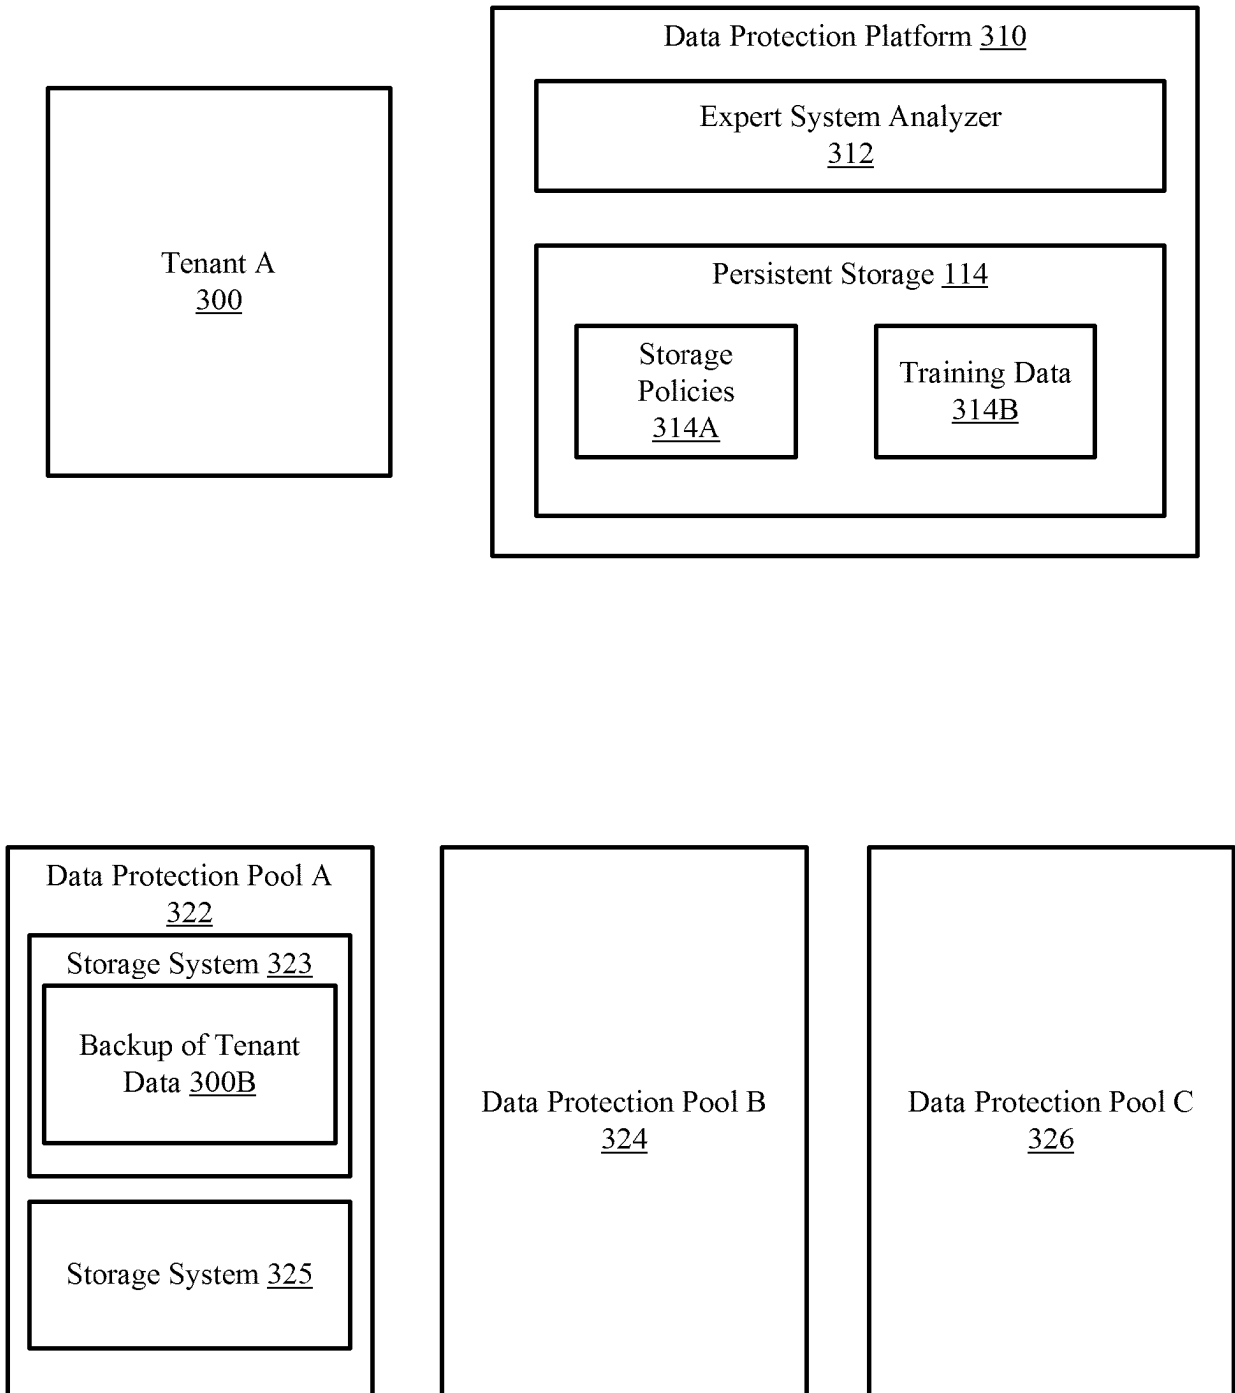 Data Protection Platform 310
Expert System Analyzer
312
Tenant A
300
Persistent Storage 114
Storage
Policies
314A
Training Data
314B
Data Protection Pool A
322
Storage System 323
Backup of Tenant
Data 300B
Storage System 325
Data Protection Pool B
324
Data Protection Pool C
326